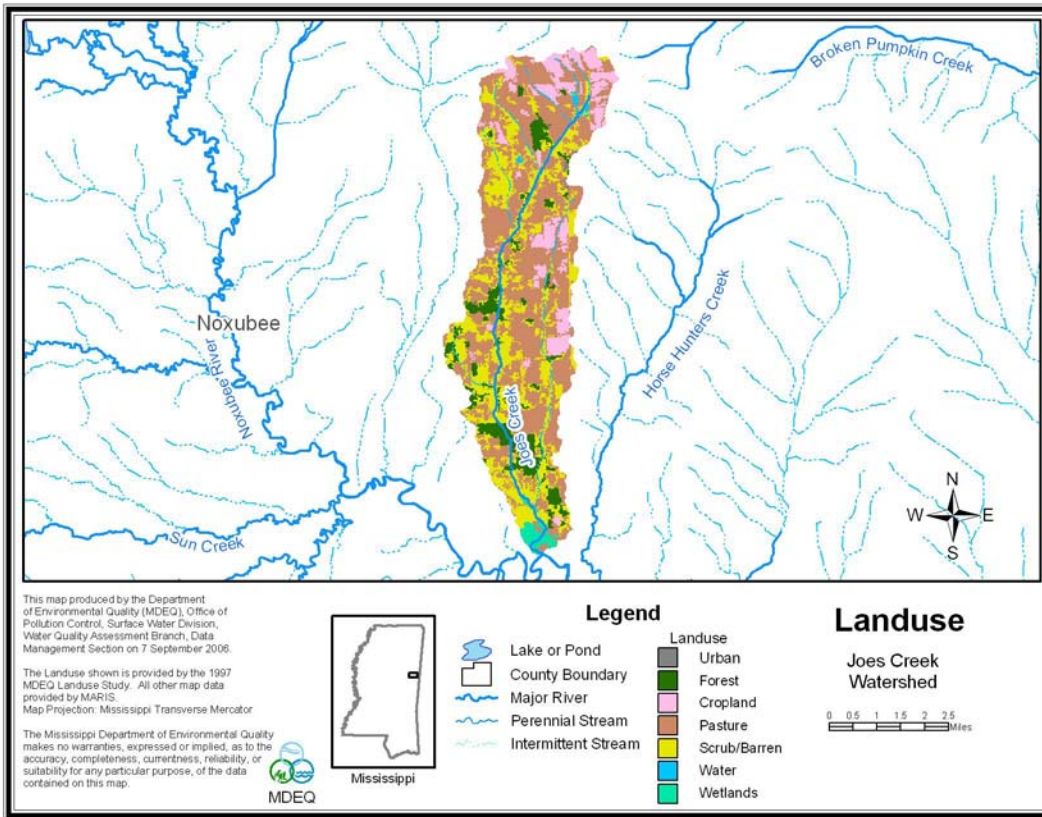 Broken Pumpkin Creek
Noxubee
Noxubee River
Horse Hunters Creek
Joes Creek
Sun Creek
N
W
E
S
This map produced by the Department
of Environmental Quality (MDEQ), Office of
Pollution Control, Surface Water Division,
Water Quality Assessment Branch, Data
Management Section on 7 September 2006.
The Landuse shown is provided by the 1997
MDEQ Landuse Study. All other map data
provided by MARIS.
Map Projection: Mississippi Transverse Mercator
The Mississippi Department of Environmental Quality
makes no warranties, expressed or implied, as to the
accuracy, completeness, currentness, reliability, or
suitability for any particular purpose, of the data
contained on this map.
MDEQ
Mississippi
Legend
Lake or Pond
County Boundary
Major River
Perennial Stream
Intermittent Stream
Landuse
Urban
Forest
Cropland
Pasture
Scrub/Barren
Water
Wetlands
Landuse
Joes Creek
Watershed
0 0.5 1 1.5 2 2.5
Miles